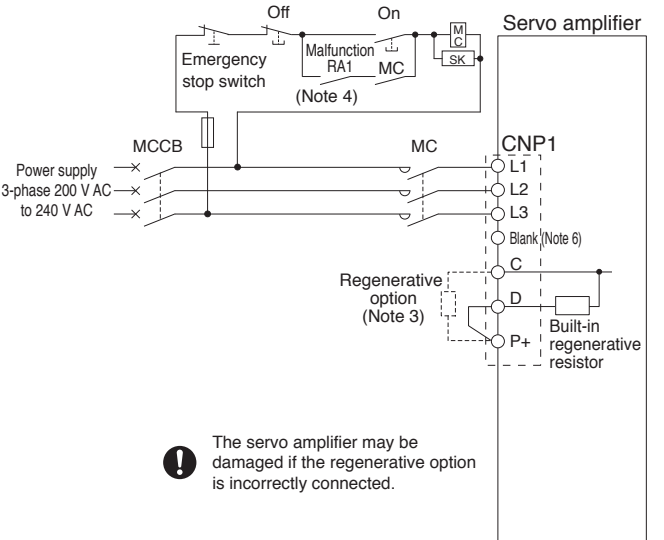 Off
On
Servo amplifier
Emergency
stop switch
Malfunction
RA1
MC
(Note 4)
M
C
SK
MCCB
MC
CNP1
Power supply
3-phase 200 V AC
to 240 V AC
L1
L2
L3
Blank (Note 6)
C
Regenerative
option
(Note 3)
D
P+
Built-in
regenerative
resistor
The servo amplifier may be
damaged if the regenerative option
is incorrectly connected.